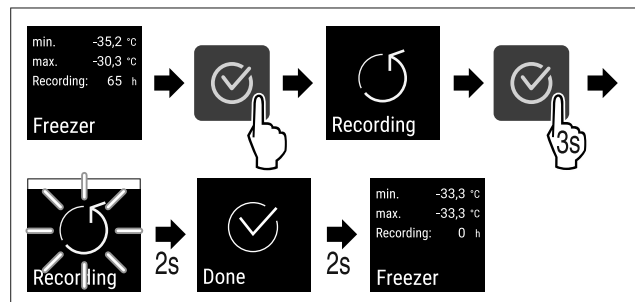 min. -35,2 °C
max. -30,3 °C
Recording: 65 h
Freezer
Recording
3s
Recording
2s
Done
2s
min. -33,3 °C
max. -33,3 °C
Recording: 0 h
Freezer